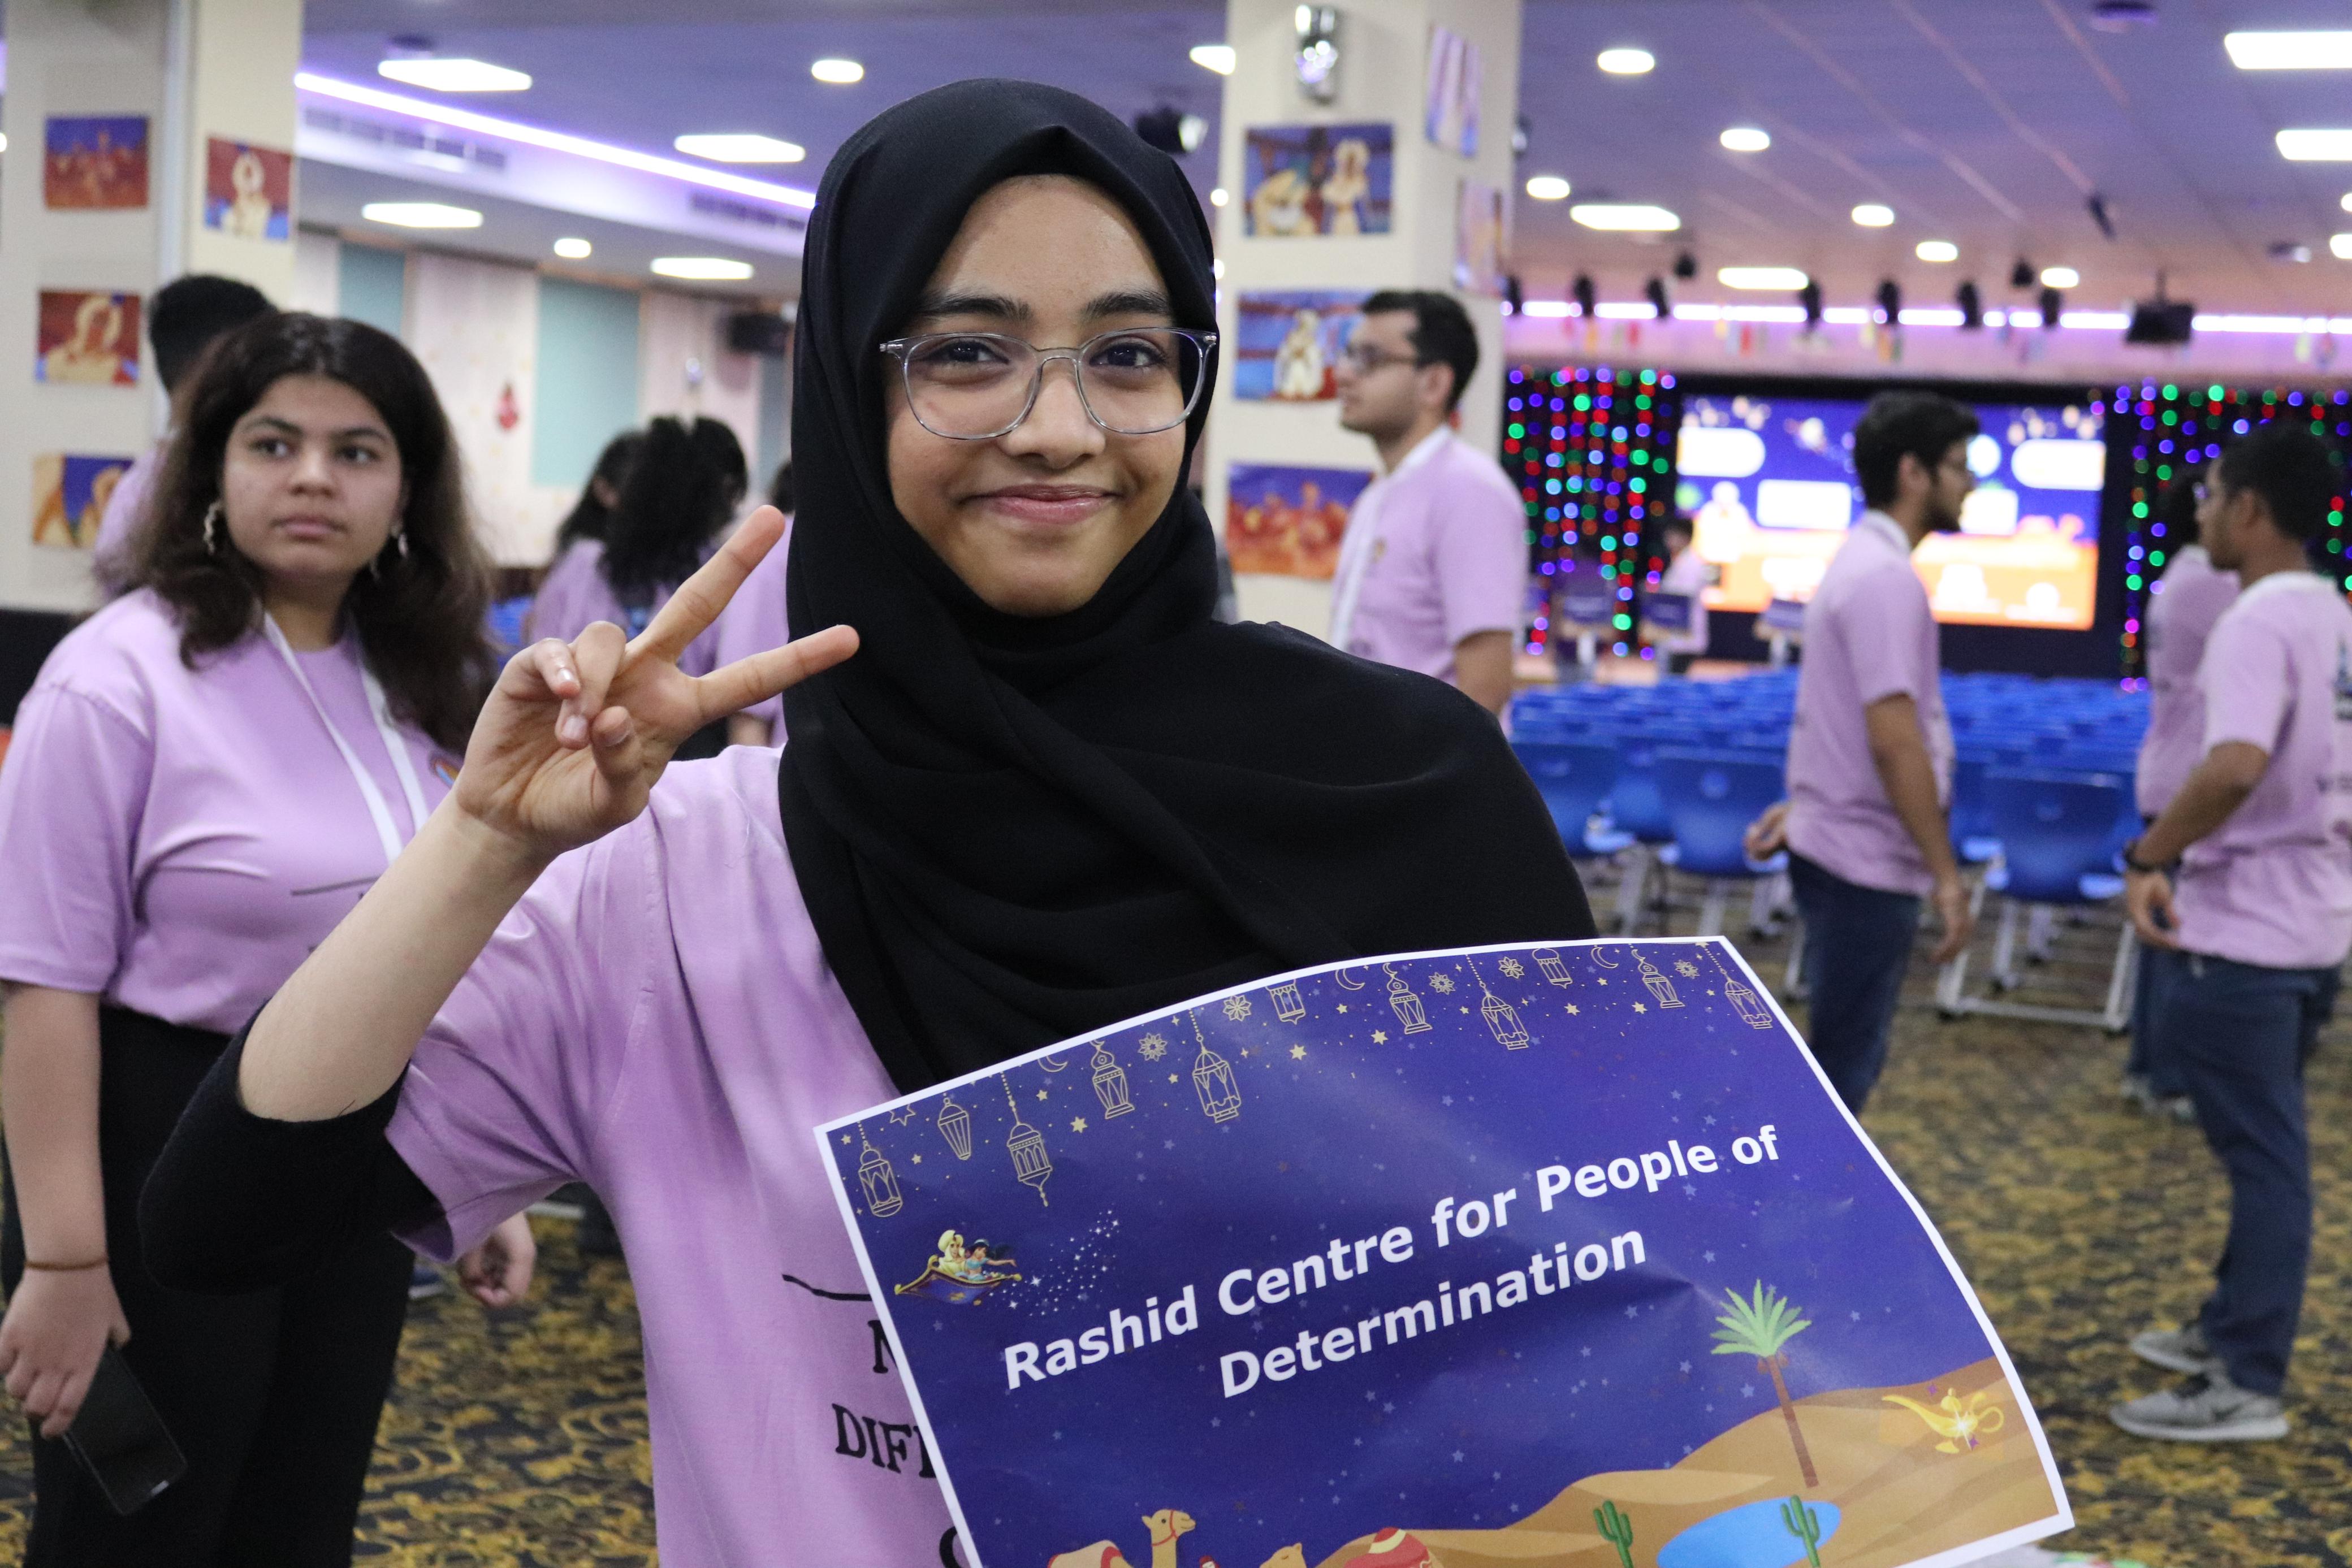 Rashid Centre for People of
Determination